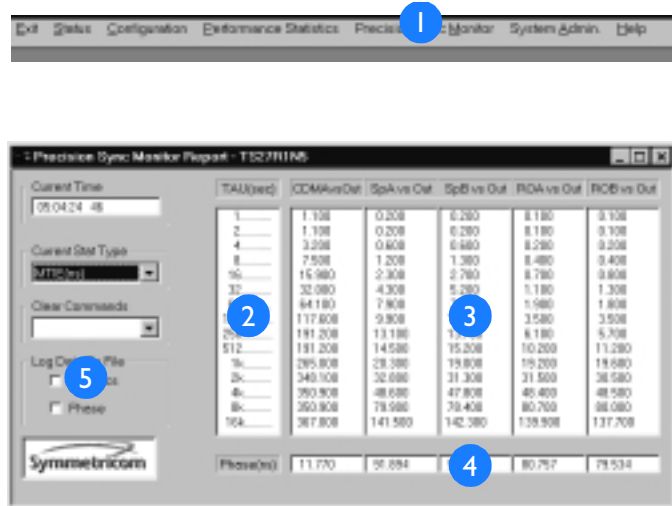 Exit Status Configuration Performance Statistics Monitor System Admin. Help
1
Precision Sync Monitor Report - TS27R1N5
Current Time
05:04:24 46
Current Stat Type
MTIE(ns)
Clear Commands
Log Data File
5
Phase
Symmetricom
TAU(sec) CDMAvsOut SpA vs Out SpB vs Out ROA vs Out ROB vs Out
1 1.100 0.200 0.200 0.100 0.100
2 1.100 0.200 0.200 0.100 0.100
4 3.200 0.600 0.600 0.200 0.200
8 7.500 1.200 1.300 0.400 0.400
16 15.900 2.300 2.700 0.700 0.800
32 32.000 4.300 5.200 1.100 1.300
64.100 7.900 1.900 1.800
2 117.600 9.900 3 3.500 3.500
191.200 13.100 6.100 5.700
512 191.200 14.500 15.200 10.200 11.200
1k 265.000 20.300 19.800 19.200 19.600
2k 340.100 32.000 31.300 31.500 30.500
4k 350.900 48.600 47.800 48.400 48.500
8k 350.900 79.900 78.400 80.700 80.000
16k 367.800 141.500 142.300 139.900 137.700
Phase(ns) 11.770 91.894 4 80.757 79.534